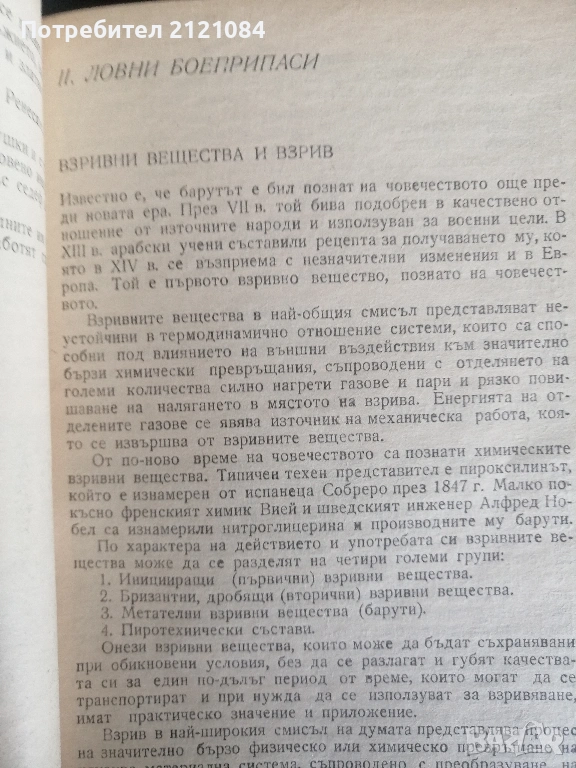 Потребител 2121084
II. ЛОВНИ БОЕПРИПАСИ
ВЗРИВНИ ВЕЩЕСТВА И ВЗРИВ
Известно е, че барутът е бил познат на човечеството още пре-
ди новата ера. През VII в. той бива подобрен в качествено от-
ношение от източните народи и използуван за военни цели. В
XIII в. арабски учени съставили рецепта за получаването му, ко-
ято в XIV в. се възприема с незначителни изменения и в Ев-
ропа. Той е първото взривно вещество, познато на човечест-
вото.
Взривните вещества в най-общия смисъл представляват не-
устойчиви в термодинамично отношение системи, които са спо-
собни под влиянието на външни въздействия към значително
бързи химически превръщания, съпроводени с отделянето на
големи количества силно нагрети газове и пари и рязко пови-
шаване на налягането в мястото на взрива. Енергията на от-
делените газове се явява източник на механическа работа, коя-
то се извършва от взривните вещества.
От по-ново време на човечеството са познати химическите
взривни вещества. Типичен техен представител е пироксилинът,
който е изнамерен от испанеца Собреро през 1847 г. Малко по-
късно френският химик Вией и шведският инженер Алфред Но-
бел са изнамерили нитроглицерина и производните му барути.
По характера на действието и употребата си взривните ве-
щества може да се разделят на четири големи групи:
1. Иницииращи (първични) взривни вещества.
2. Бризантни, дробящи (вторични) взривни вещества.
3. Метателни взривни вещества (барути).
4. Пиротехнически състави.
Онези взривни вещества, които може да бъдат съхранявани
при обикновени условия, без да се разлагат и губят качества-
та си за един по-дълъг период от време, които могат да се
транспортират и при нужда да се използуват за взривяване,
имат практическо значение и приложение.
Взрив в най-широкия смисъл на думата представлява процес
на значително бързо физическо или химическо превръщане на
материална система, съпроводено с преобразуване на